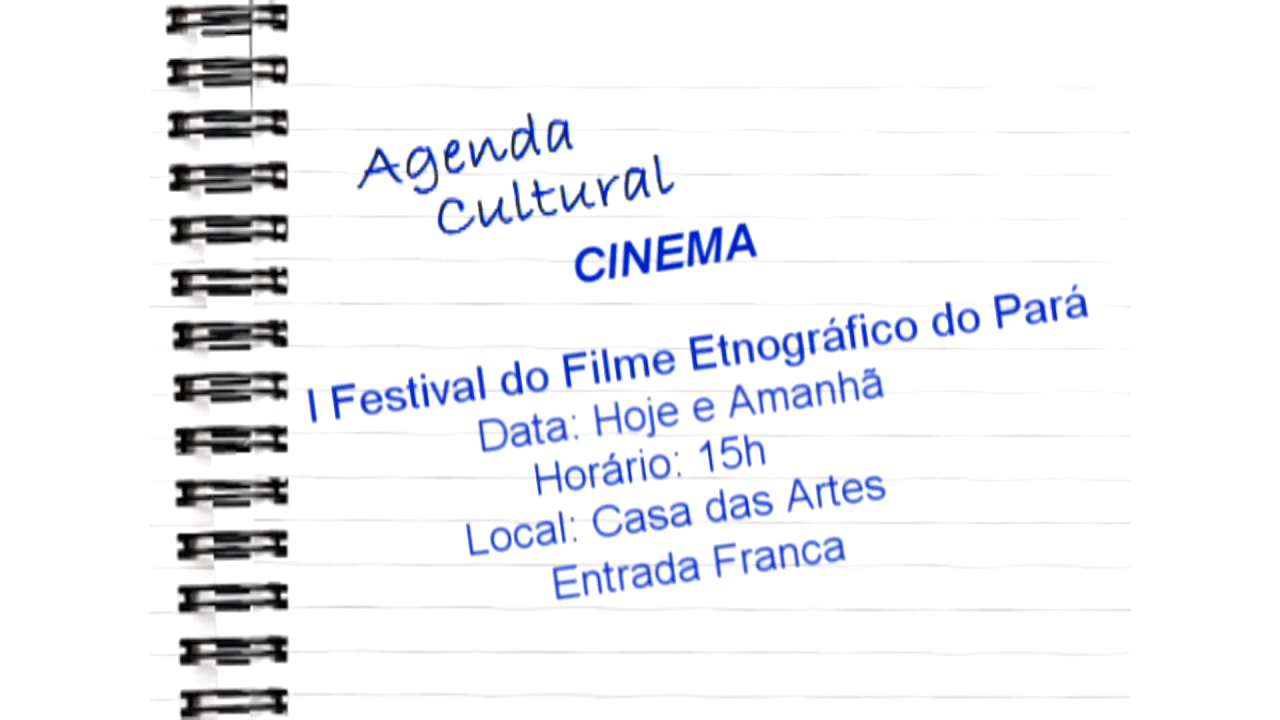 Agenda
Cultural
CINEMA
I Festival do Filme Etnográfico do Pará
Data: Hoje e Amanhã
Horário: 15h
Local: Casa das Artes
Entrada Franca